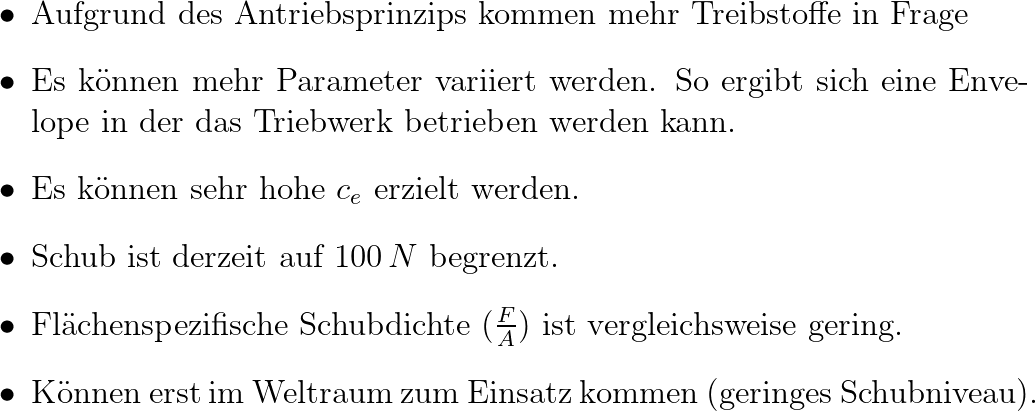 • Aufgrund des Antriebsprinzips kommen mehr Treibstoffe in Frage
• Es können mehr Parameter variiert werden. So ergibt sich eine Enve-
lope in der das Triebwerk betrieben werden kann.
• Es können sehr hohe $c_e$ erzielt werden.
• Schub ist derzeit auf $100\,N$ begrenzt.
• Flächenspezifische Schubdichte ($\frac{F}{A}$) ist vergleichsweise gering.
• Können erst im Weltraum zum Einsatz kommen (geringes Schubniveau).